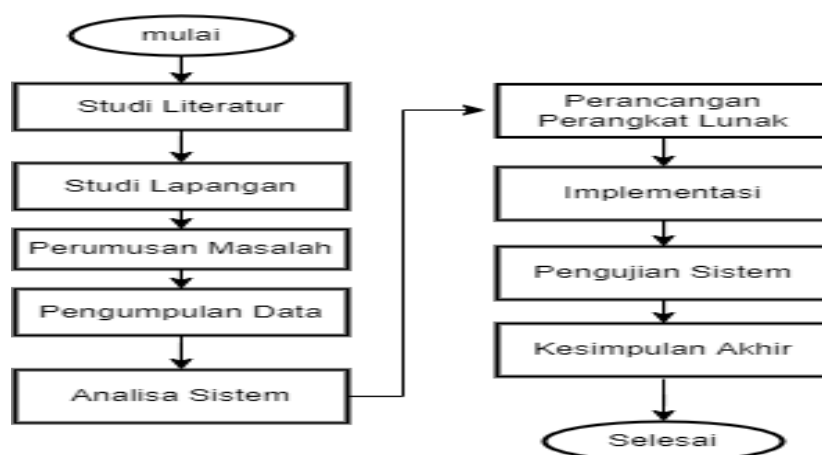 mulai
Studi Literatur
Studi Lapangan
Perumusan Masalah
Pengumpulan Data
Analisa Sistem
Perancangan
Perangkat Lunak
Implementasi
Pengujian Sistem
Kesimpulan Akhir
Selesai